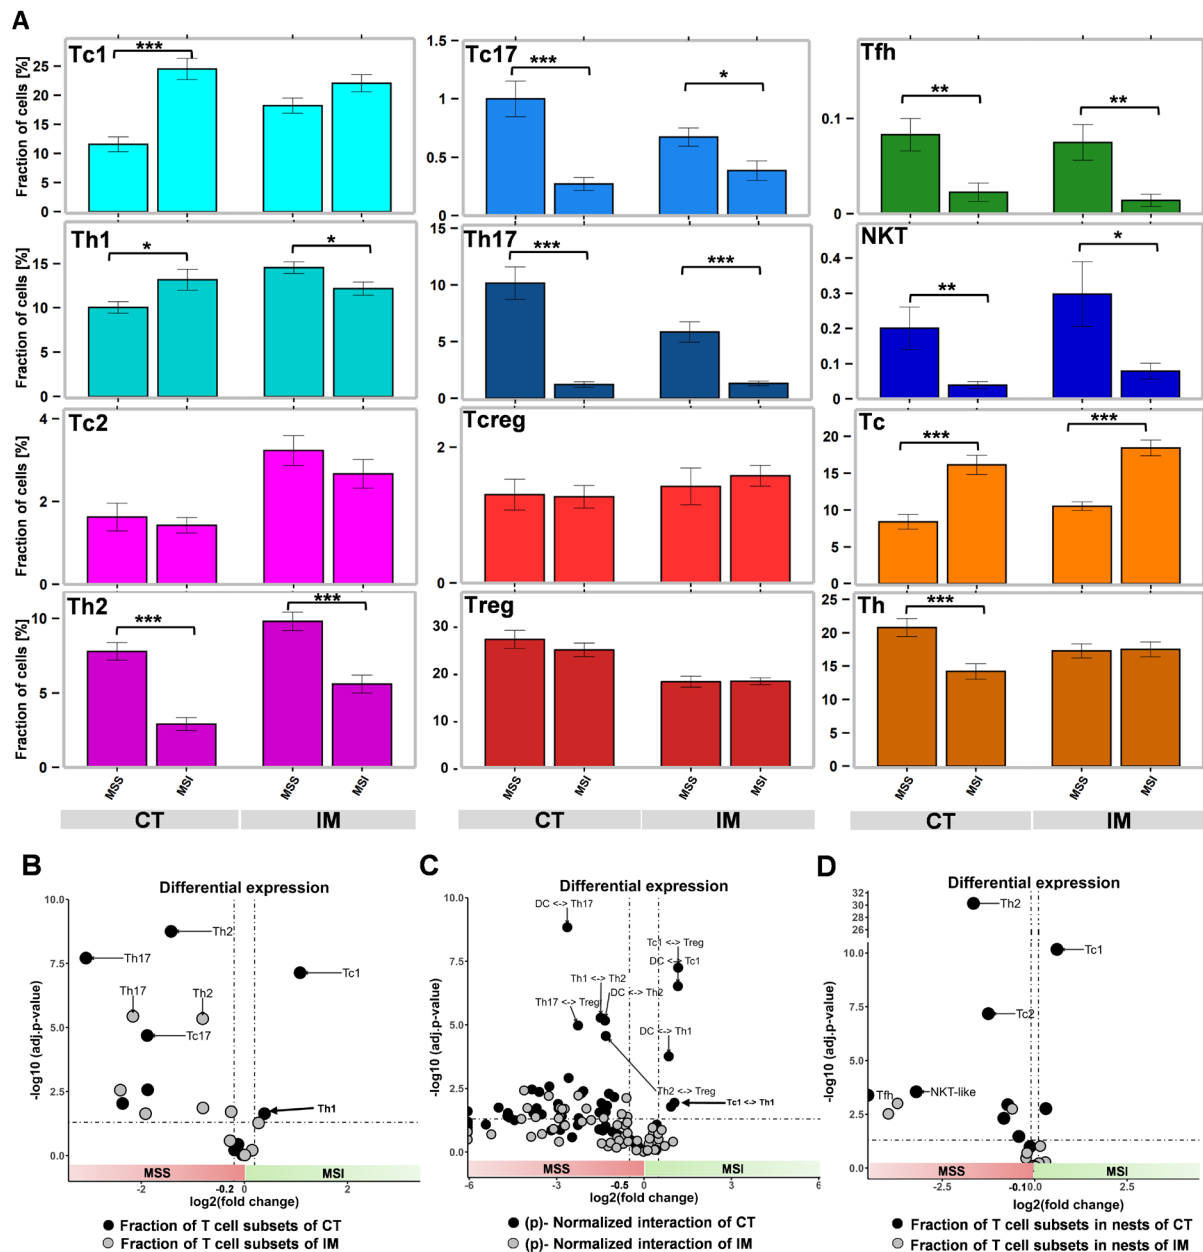 A
Tc1
Fraction of cells [%]
25
20
15
10
5
0
***
Tc17
1.5
1
0.5
0
***
*
Tfh
0.1
0
**
**
Th1
Fraction of cells [%]
15
10
5
0
*
*
Th17
15
10
5
0
***
***
NKT
0.4
0.3
0.2
0.1
0
**
*
Tc2
Fraction of cells [%]
4
2
0
Tcreg
2
0
Tc
20
15
10
5
0
***
***
Th2
Fraction of cells [%]
10
5
0
***
***
Treg
30
20
10
0
Th
25
20
15
10
5
0
***
MSS MSI MSS MSI
MSS MSI MSS MSI
MSS MSI MSS MSI
CT IM
CT IM
CT IM
B
Differential expression
-log10 (adj.p-value)
10.0
7.5
5.0
2.5
0.0
Th2
Th17
Tc1
Th17
Th2
Tc17
Th1
MSS MSI
-2 -0.2 0 2
log2(fold change)
Fraction of T cell subsets of CT
Fraction of T cell subsets of IM
C
Differential expression
-log10 (adj.p-value)
10.0
7.5
5.0
2.5
0.0
DC <-> Th17
Tc1 <-> Treg
DC <-> Tc1
Th1 <-> Th2
DC <-> Th2
Th17 <-> Treg
DC <-> Th1
Th2 <-> Treg
Tc1 <-> Th1
MSS MSI
-6 -3 -0.5 0 3 6
log2(fold change)
(p)- Normalized interaction of CT
(p)- Normalized interaction of IM
D
Differential expression
-log10 (adj.p-value)
32
30
28
26
10.0
7.5
5.0
2.5
0.0
Th2
Tc1
Tc2
Tfh
NKT-like
MSS MSI
-2.5 -0.10.0 2.5
log2(fold change)
Fraction of T cell subsets in nests of CT
Fraction of T cell subsets in nests of IM